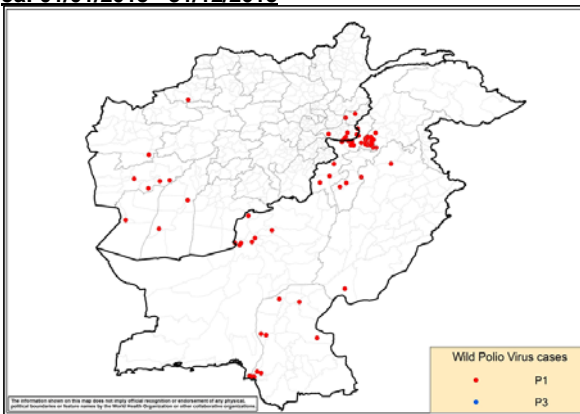 The information shown on this map does not imply official recognition or endorsement of any physical,
political boundaries or feature names by the World Health Organization or other collaborative organizations.
Wild Polio Virus cases
P1
P3